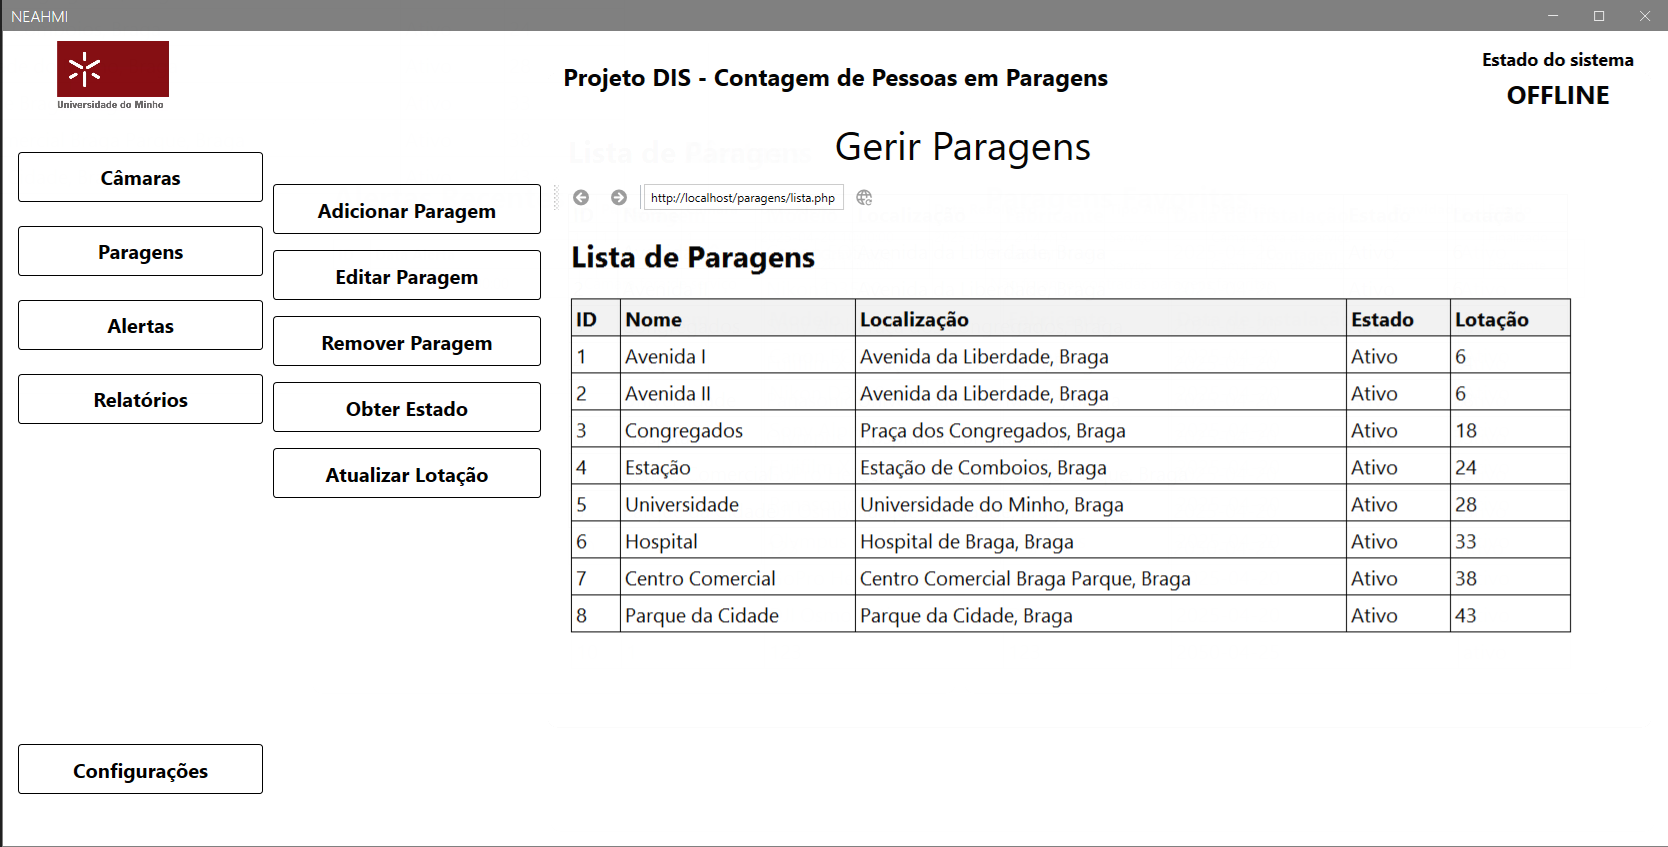 NEAHMI
Universidade do Minho
Projeto DIS - Contagem de Pessoas em Paragens
Estado do sistema
OFFLINE
Gerir Paragens
Câmaras
Paragens
Alertas
Relatórios
Configurações
Adicionar Paragem
Editar Paragem
Remover Paragem
Obter Estado
Atualizar Lotação
http://localhost/paragens/lista.php
Lista de Paragens
ID Nome Localização Estado Lotação
1 Avenida I Avenida da Liberdade, Braga Ativo 6
2 Avenida II Avenida da Liberdade, Braga Ativo 6
3 Congregados Praça dos Congregados, Braga Ativo 18
4 Estação Estação de Comboios, Braga Ativo 24
5 Universidade Universidade do Minho, Braga Ativo 28
6 Hospital Hospital de Braga, Braga Ativo 33
7 Centro Comercial Centro Comercial Braga Parque, Braga Ativo 38
8 Parque da Cidade Parque da Cidade, Braga Ativo 43